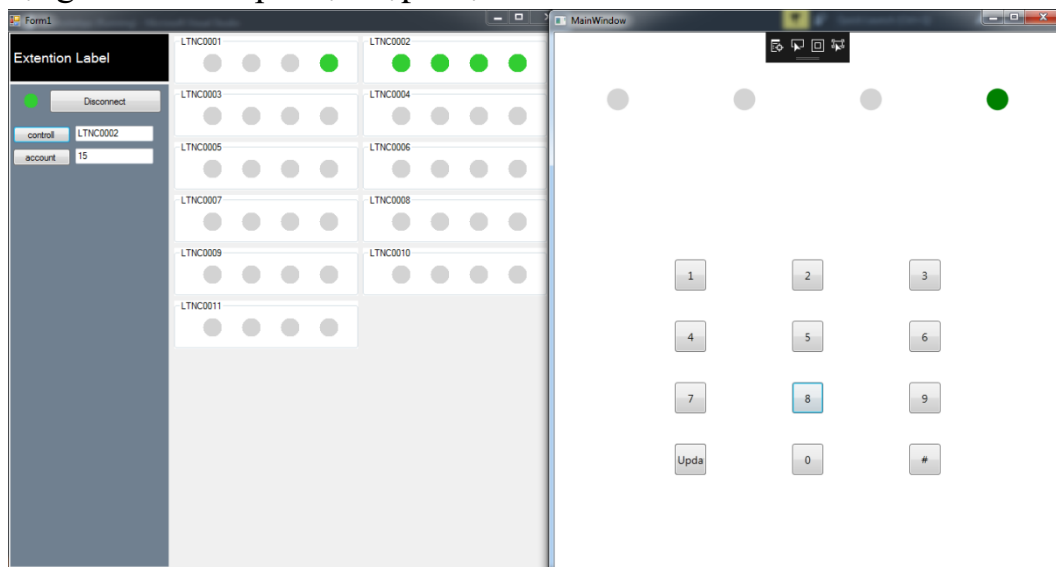 Form1
Extention Label
Disconnect
controll LTNC0002
account 15
LTNC0001 LTNC0002
LTNC0003 LTNC0004
LTNC0005 LTNC0006
LTNC0007 LTNC0008
LTNC0009 LTNC0010
LTNC0011
MainWindow
1 2 3
4 5 6
7 8 9
Upda 0 #